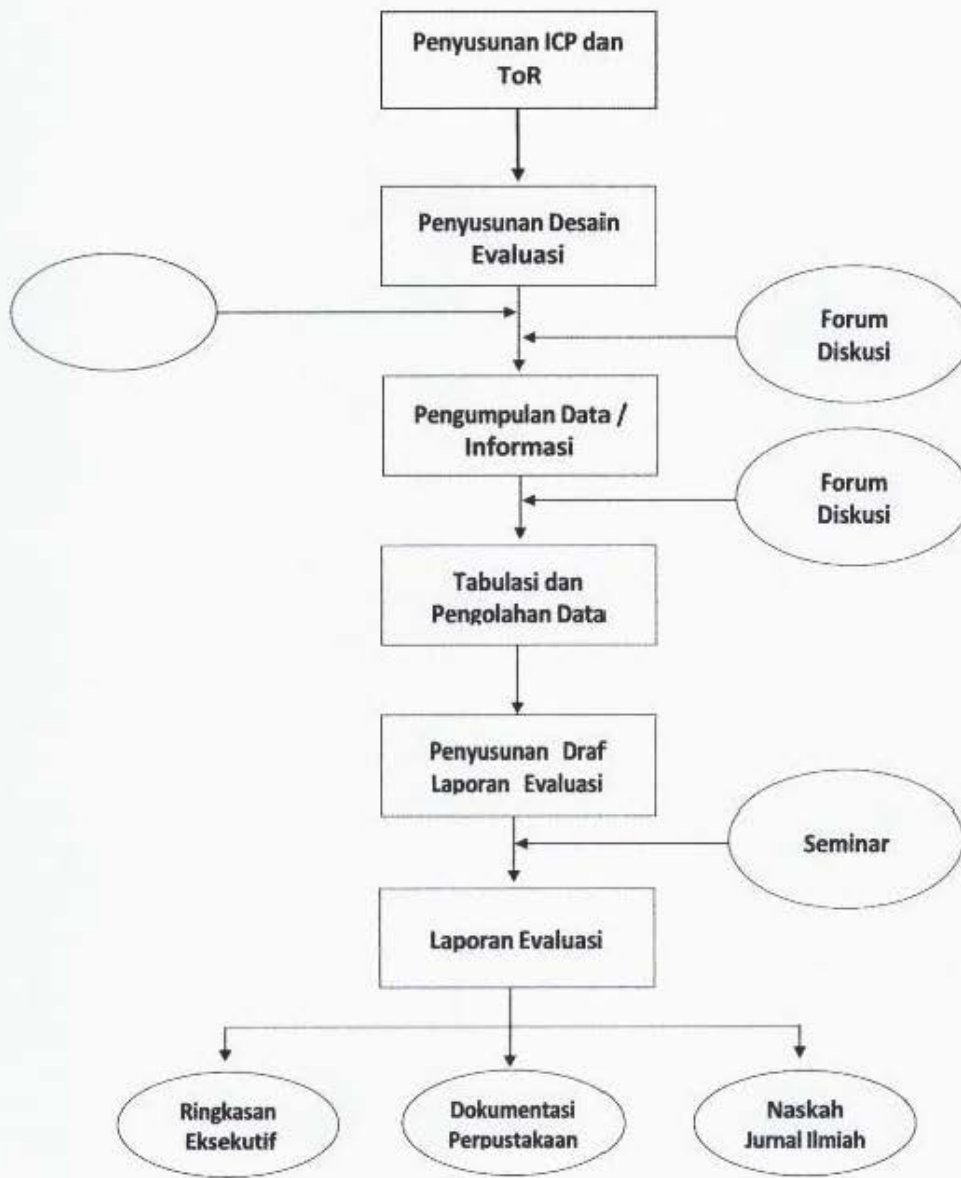 Penyusunan ICP dan
ToR
Penyusunan Desain
Evaluasi
Forum
Diskusi
Pengumpulan Data /
Informasi
Forum
Diskusi
Tabulasi dan
Pengolahan Data
Penyusunan Draf
Laporan Evaluasi
Seminar
Laporan Evaluasi
Ringkasan
Eksekutif
Dokumentasi
Perpustakaan
Naskah
Jurnal Ilmiah